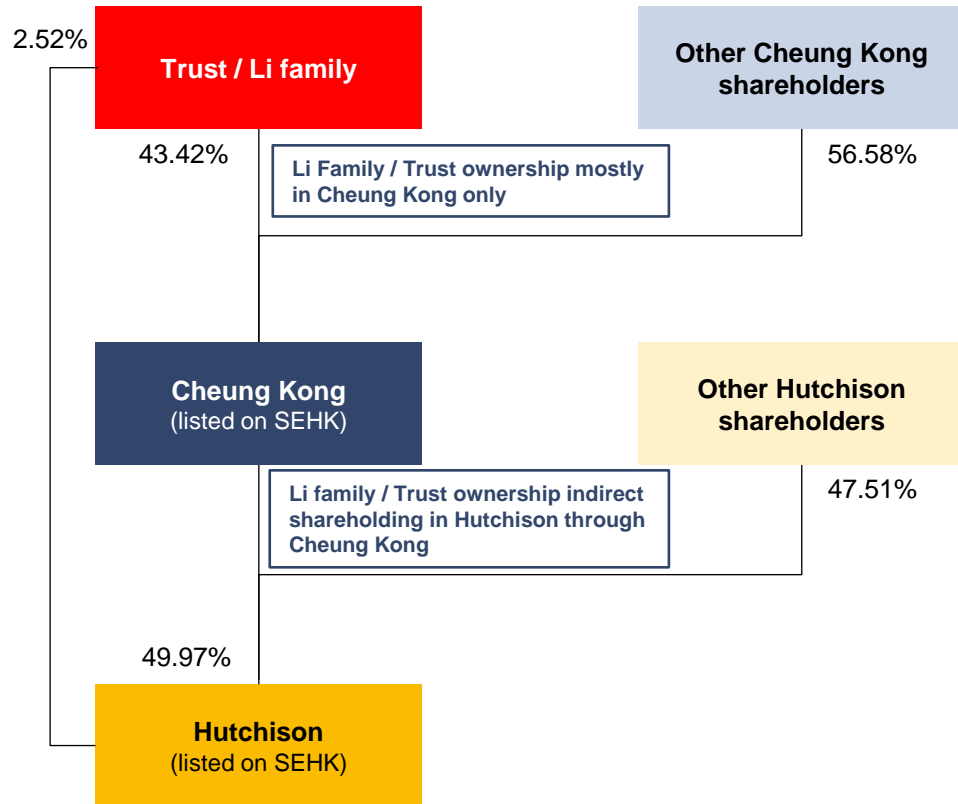 2.52%
Trust / Li family
Other Cheung Kong
shareholders
43.42%
56.58%
Li Family / Trust ownership mostly
in Cheung Kong only
Cheung Kong
(listed on SEHK)
Other Hutchison
shareholders
Li family / Trust ownership indirect
shareholding in Hutchison through
Cheung Kong
47.51%
49.97%
Hutchison
(listed on SEHK)